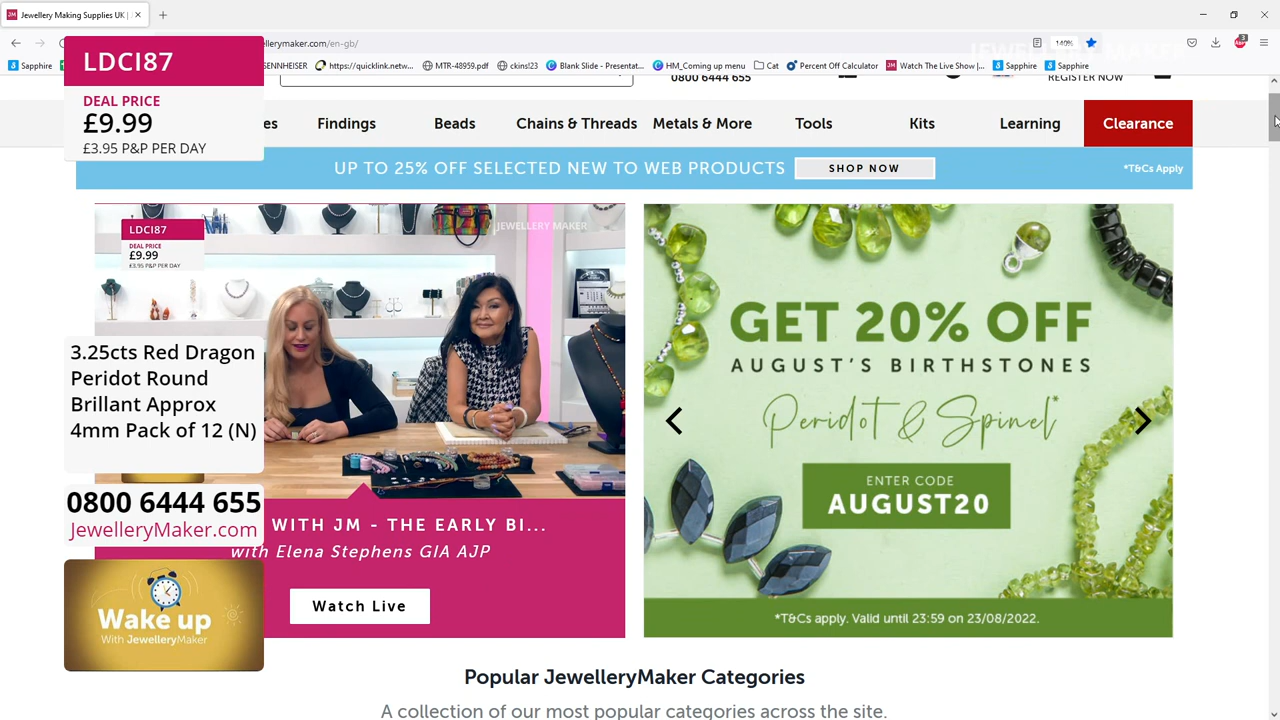 Jewellery Making Supplies UK |
ellerymaker.com/en-gb
140%
3
Sapphire
SENNHEISER
https://quicklink.netw...
MTR-48959.pdf
ckins!23
Blank Slide - Presentat...
HM_Coming up menu
Cat
Percent Off Calculator
Watch The Live Show |...
Sapphire
Sapphire
JEWELLERY MAKER
0800 6444 655
REGISTER NOW
LDCI87
DEAL PRICE
£9.99
£3.95 P&P PER DAY
es
Findings
Beads
Chains & Threads
Metals & More
Tools
Kits
Learning
Clearance
UP TO 25% OFF SELECTED NEW TO WEB PRODUCTS
SHOP NOW
*T&Cs Apply
LDCI87
DEAL PRICE
£9.99
£3.95 P&P PER DAY
JEWELLERY MAKER
3.25cts Red Dragon
Peridot Round
Brillant Approx
4mm Pack of 12 (N)
0800 6444 655
JewelleryMaker.com
WITH JM - THE EARLY BI...
with Elena Stephens GIA AJP
Watch Live
Wake up
With JewelleryMaker
GET 20% OFF
AUGUST'S BIRTHSTONES
Peridot & Spinel*
ENTER CODE
AUGUST20
*T&Cs apply. Valid until 23:59 on 23/08/2022.
Popular JewelleryMaker Categories
A collection of our most popular categories across the site.